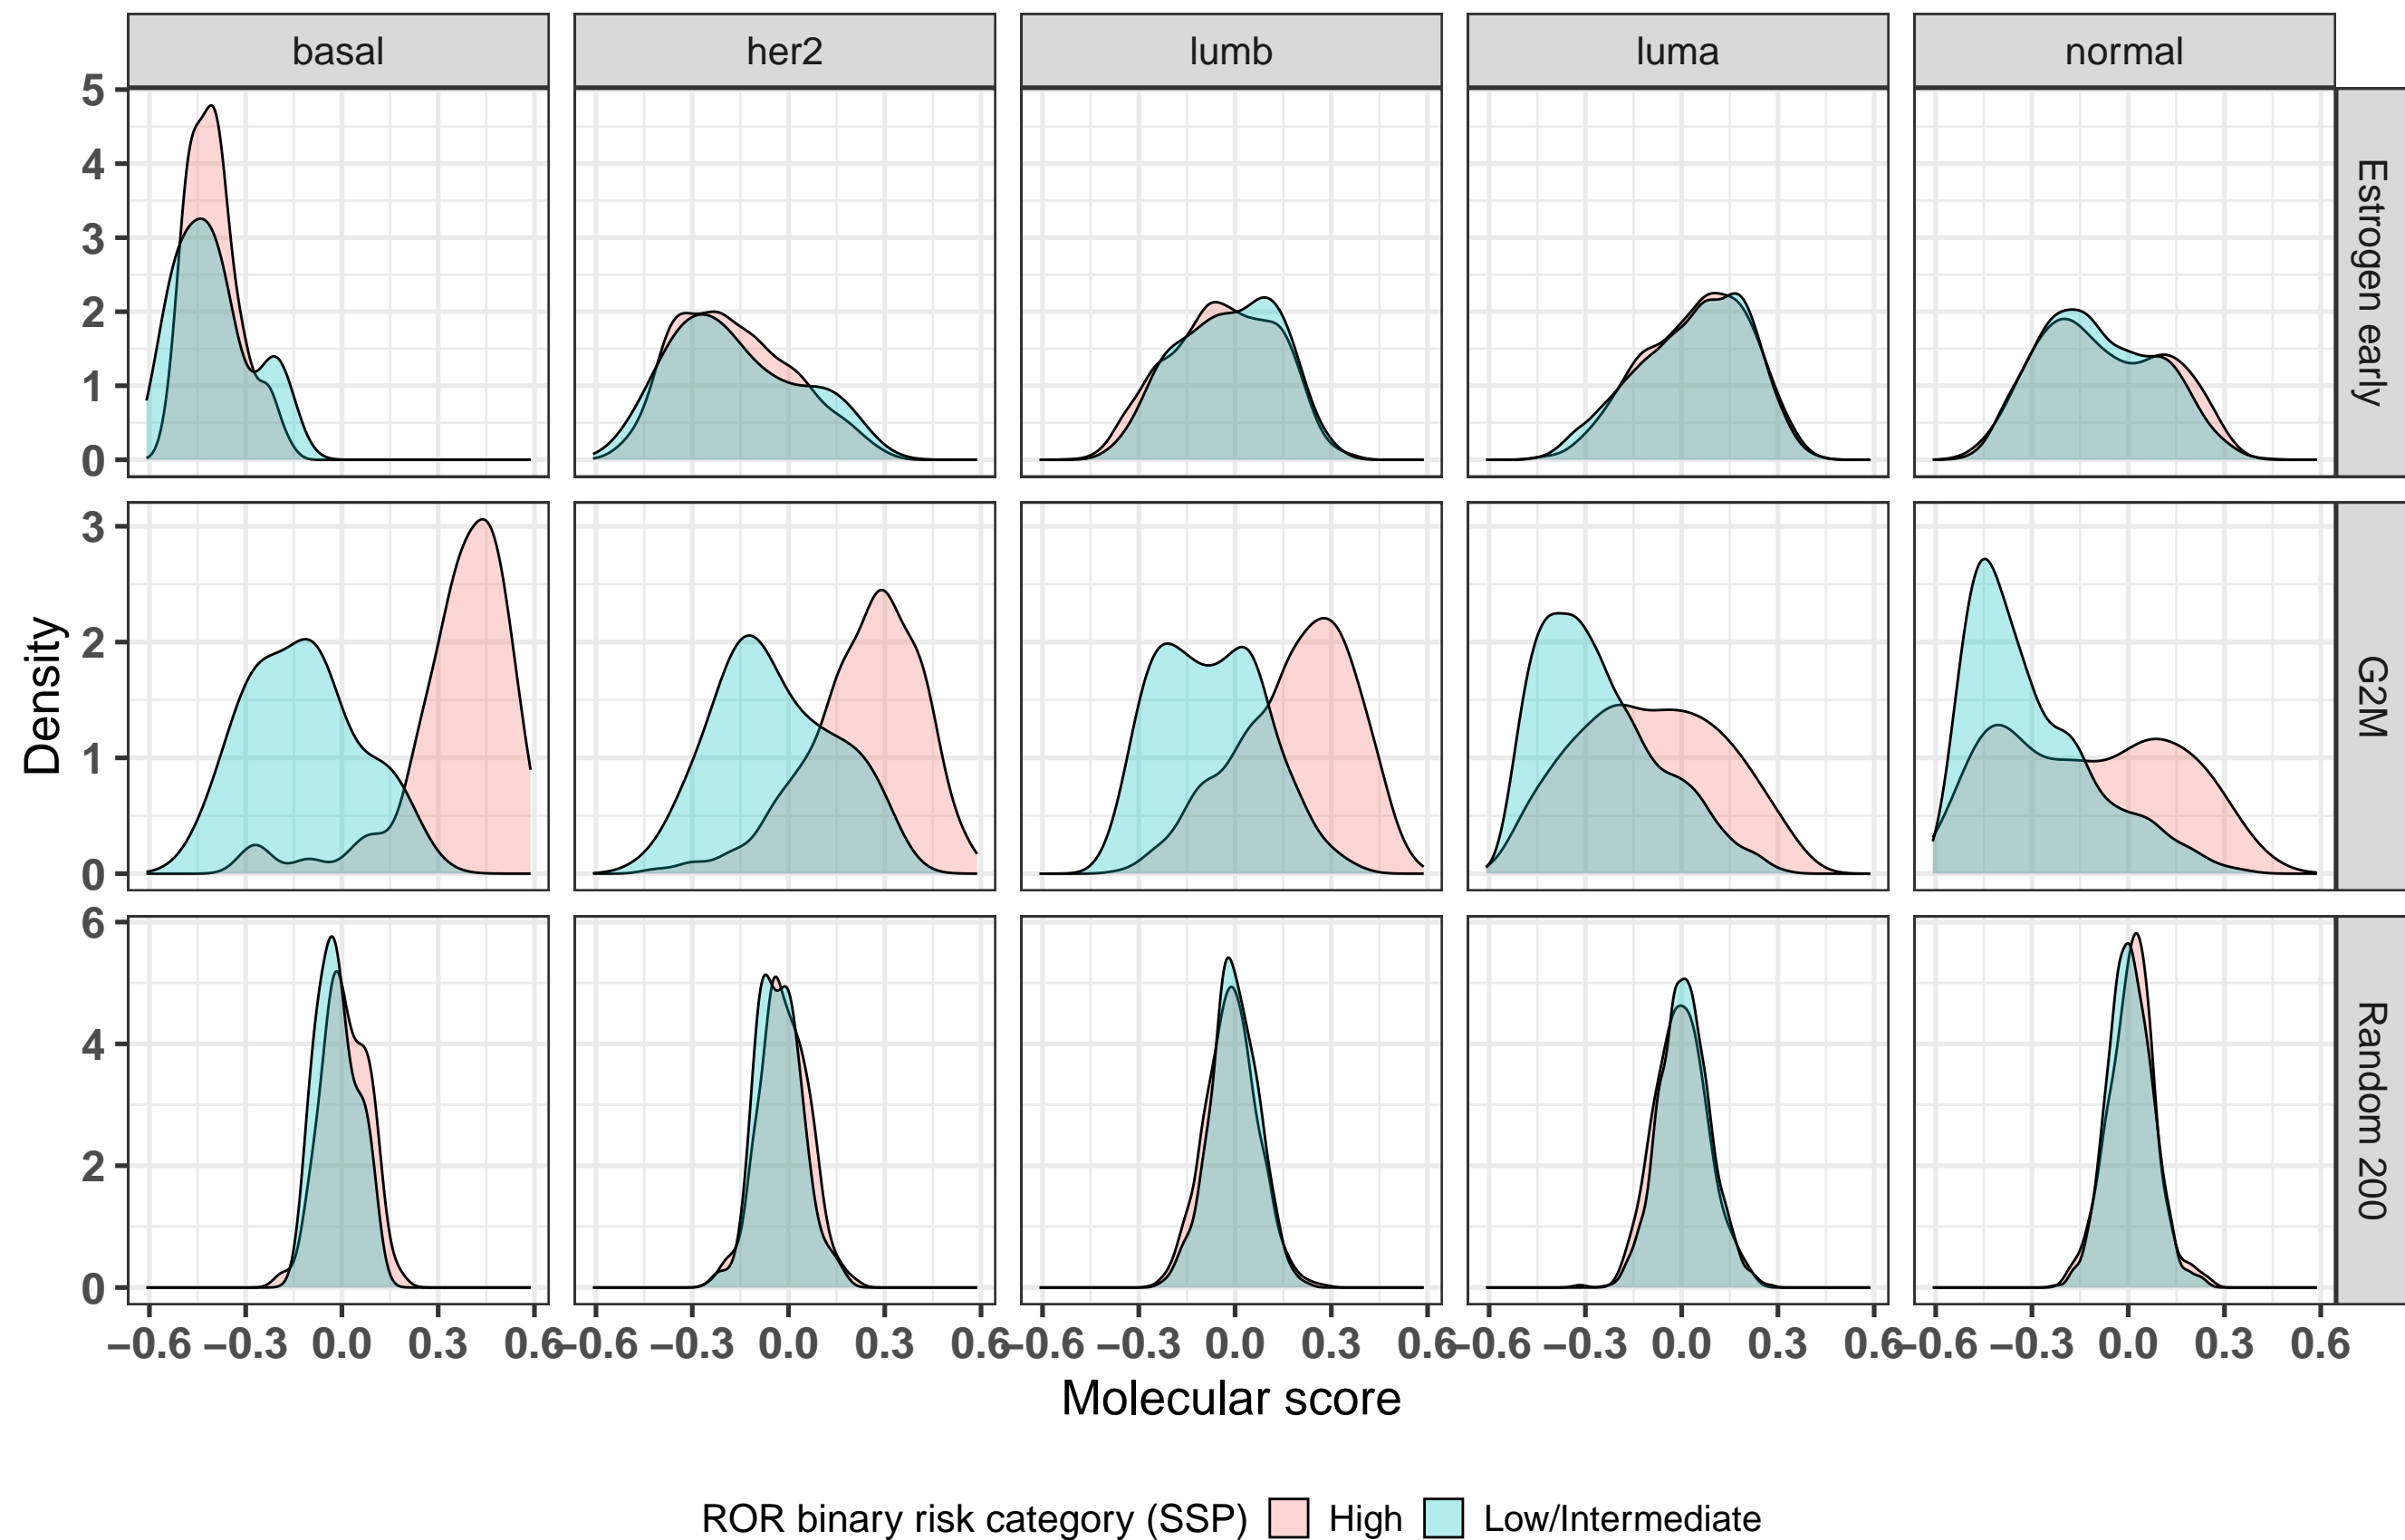 basal her2 lumb luma normal
5
4
3
2
1
0
Estrogen early
3
2
1
0
G2M
6
4
2
0
Random 200
Density
−0.6 −0.3 0.0 0.3 0.6 −0.6 −0.3 0.0 0.3 0.6 −0.6 −0.3 0.0 0.3 0.6 −0.6 −0.3 0.0 0.3 0.6 −0.6 −0.3 0.0 0.3 0.6
Molecular score
ROR binary risk category (SSP) High Low/Intermediate